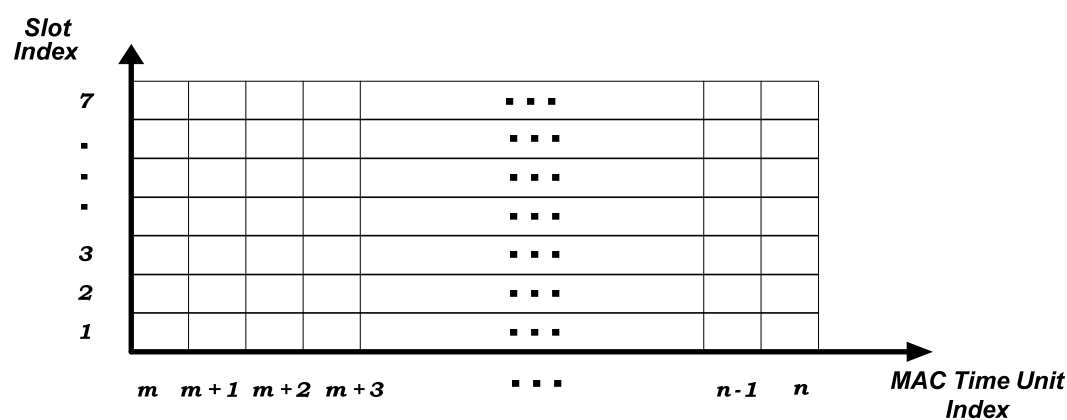 Slot
Index
7
. . .
. . .
. . .
. . .
3
. . .
2
. . .
1
. . .
m m+1 m+2 m+3 . . . n-1 n
MAC Time Unit
Index